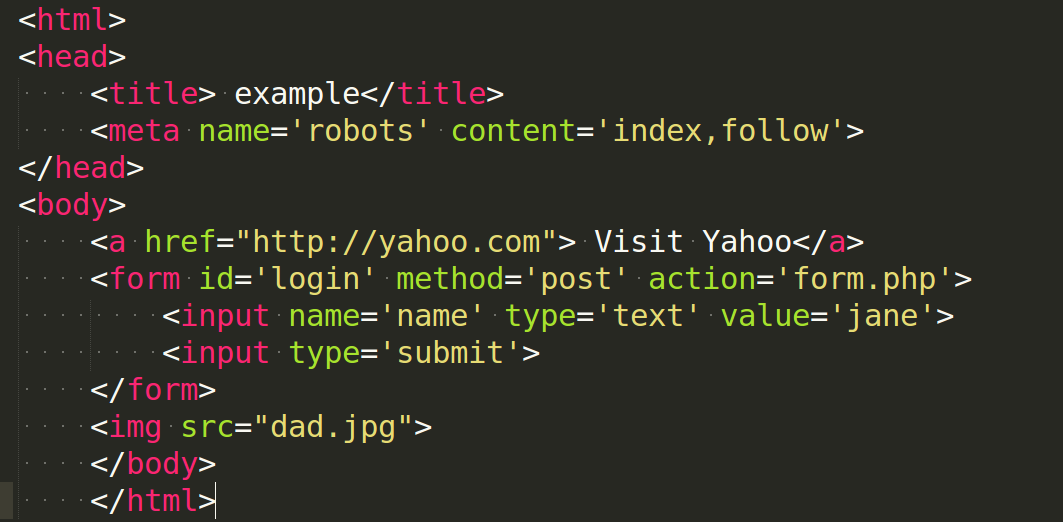 <html>
<head>
    <title> example</title>
    <meta name='robots' content='index,follow'>
</head>
<body>
    <a href="http://yahoo.com"> Visit Yahoo</a>
    <form id='login' method='post' action='form.php'>
        <input name='name' type='text' value='jane'>
        <input type='submit'>
    </form>
    <img src="dad.jpg">
    </body>
    </html>